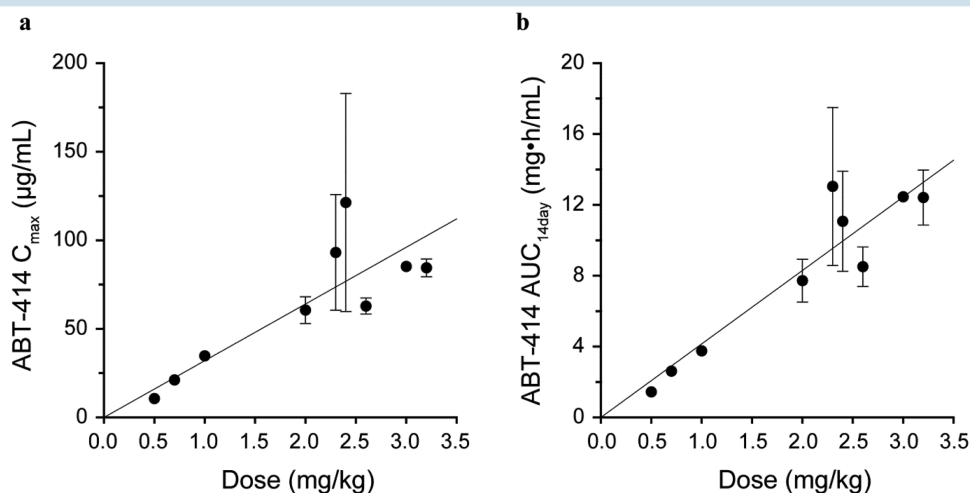 a
ABT-414 Cmax (µg/mL)
200
150
100
50
0
0.0 0.5 1.0 1.5 2.0 2.5 3.0 3.5
Dose (mg/kg)
b
ABT-414 AUC14day (mg•h/mL)
20
16
12
8
4
0
0.0 0.5 1.0 1.5 2.0 2.5 3.0 3.5
Dose (mg/kg)